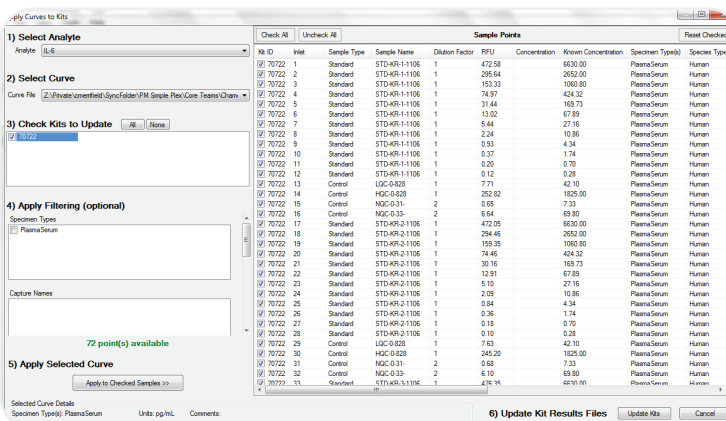 pply Curves to Kits
1) Select Analyte
Analyte IL-6
2) Select Curve
Curve File Z:\Private\cmemfield\SyncFolder\PM Simple Plex\Core Teams\Cham
3) Check Kits to Update All None
70722
4) Apply Filtering (optional)
Specimen Types
PlasmaSerum
Capture Names
72 point(s) available
5) Apply Selected Curve
Apply to Checked Samples >>
Check All Uncheck All Sample Points Reset Checked
Kit ID Inlet Sample Type Sample Name Dilution Factor RFU Concentration Known Concentration Specimen Type(s) Species Type
70722 1 Standard STD-KR-1-1106 1 472.58 6630.00 PlasmaSerum Human
70722 2 Standard STD-KR-1-1106 1 295.64 2652.00 PlasmaSerum Human
70722 3 Standard STD-KR-1-1106 1 153.33 1060.80 PlasmaSerum Human
70722 4 Standard STD-KR-1-1106 1 74.97 424.32 PlasmaSerum Human
70722 5 Standard STD-KR-1-1106 1 31.44 169.73 PlasmaSerum Human
70722 6 Standard STD-KR-1-1106 1 13.02 67.89 PlasmaSerum Human
70722 7 Standard STD-KR-1-1106 1 5.44 27.16 PlasmaSerum Human
70722 8 Standard STD-KR-1-1106 1 2.24 10.86 PlasmaSerum Human
70722 9 Standard STD-KR-1-1106 1 0.93 4.34 PlasmaSerum Human
70722 10 Standard STD-KR-1-1106 1 0.37 1.74 PlasmaSerum Human
70722 11 Standard STD-KR-1-1106 1 0.20 0.70 PlasmaSerum Human
70722 12 Standard STD-KR-1-1106 1 0.12 0.28 PlasmaSerum Human
70722 13 Control LQC-0-828 1 7.71 42.10 PlasmaSerum Human
70722 14 Control HQC-0-828 1 252.82 1825.00 PlasmaSerum Human
70722 15 Control NQC-0-31- 2 0.65 7.33 PlasmaSerum Human
70722 16 Control NQC-0-33- 2 6.64 69.80 PlasmaSerum Human
70722 17 Standard STD-KR-2-1106 1 472.05 6630.00 PlasmaSerum Human
70722 18 Standard STD-KR-2-1106 1 294.46 2652.00 PlasmaSerum Human
70722 19 Standard STD-KR-2-1106 1 159.35 1060.80 PlasmaSerum Human
70722 20 Standard STD-KR-2-1106 1 74.46 424.32 PlasmaSerum Human
70722 21 Standard STD-KR-2-1106 1 30.16 169.73 PlasmaSerum Human
70722 22 Standard STD-KR-2-1106 1 12.91 67.89 PlasmaSerum Human
70722 23 Standard STD-KR-2-1106 1 5.10 27.16 PlasmaSerum Human
70722 24 Standard STD-KR-2-1106 1 2.09 10.86 PlasmaSerum Human
70722 25 Standard STD-KR-2-1106 1 0.84 4.34 PlasmaSerum Human
70722 26 Standard STD-KR-2-1106 1 0.36 1.74 PlasmaSerum Human
70722 27 Standard STD-KR-2-1106 1 0.18 0.70 PlasmaSerum Human
70722 28 Standard STD-KR-2-1106 1 0.10 0.28 PlasmaSerum Human
70722 29 Control LQC-0-828 1 7.63 42.10 PlasmaSerum Human
70722 30 Control HQC-0-828 1 245.20 1825.00 PlasmaSerum Human
70722 31 Control NQC-0-31- 2 0.68 7.33 PlasmaSerum Human
70722 32 Control NQC-0-33- 2 6.10 69.80 PlasmaSerum Human
70722 33 Standard STD-KR-3-1106 1 476.35 6630.00 PlasmaSerum Human
Selected Curve Details
Specimen Type(s): PlasmaSerum Units: pg/mL Comments:
6) Update Kit Results Files Update Kits Cancel